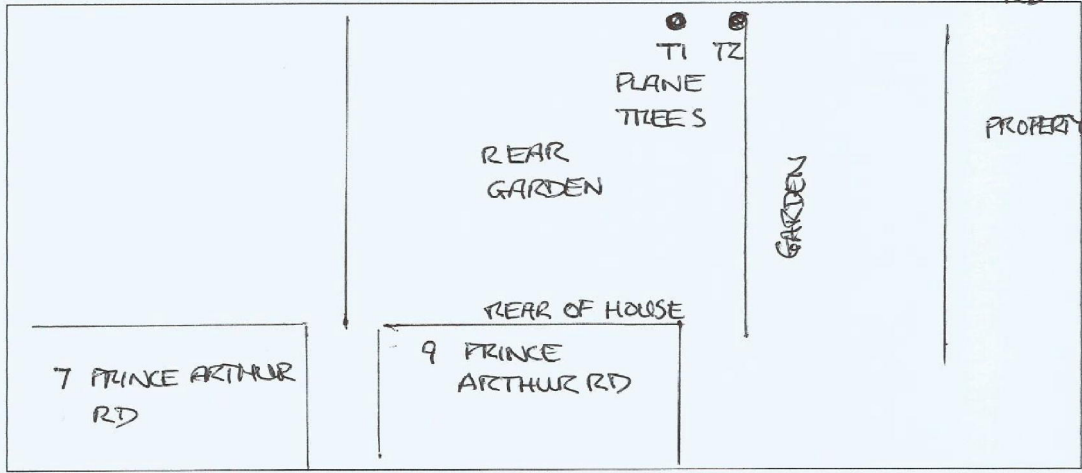 T1 T2
PLANE
TREES
PROPERTY
REAR
GARDEN
GARDEN
REAR OF HOUSE
7 PRINCE ARTHUR
RD
9 PRINCE
ARTHUR RD